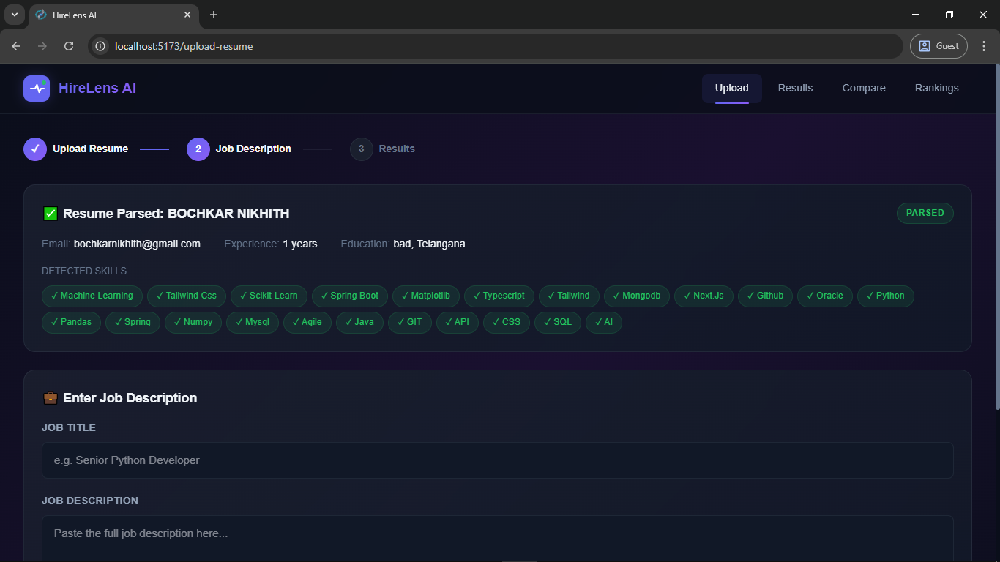 HireLens AI
localhost:5173/upload-resume
Guest
HireLens AI
Upload Results Compare Rankings
✓ Upload Resume 2 Job Description 3 Results
✅ Resume Parsed: BOCHKAR NIKHITH PARSED
Email: bochkarnikhith@gmail.com Experience: 1 years Education: bad, Telangana
DETECTED SKILLS
✓ Machine Learning ✓ Tailwind Css ✓ Scikit-Learn ✓ Spring Boot ✓ Matplotlib ✓ Typescript ✓ Tailwind ✓ Mongodb ✓ Next.Js ✓ Github ✓ Oracle ✓ Python
✓ Pandas ✓ Spring ✓ Numpy ✓ Mysql ✓ Agile ✓ Java ✓ GIT ✓ API ✓ CSS ✓ SQL ✓ AI
💼 Enter Job Description
JOB TITLE
e.g. Senior Python Developer
JOB DESCRIPTION
Paste the full job description here...